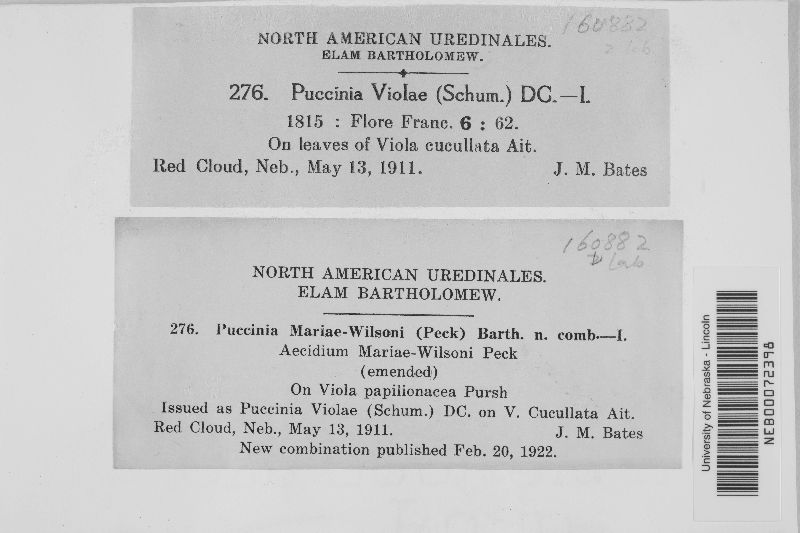 160882
2 lab
NORTH AMERICAN UREDINALES.
ELAM BARTHOLOMEW.
276. Puccinia Violae (Schum.) DC.—I.
1815 : Flore Franc. 6 : 62.
On leaves of Viola cucullata Ait.
Red Cloud, Neb., May 13, 1911. J. M. Bates
160882
2 lab
NORTH AMERICAN UREDINALES.
ELAM BARTHOLOMEW.
276. Puccinia Mariae-Wilsoni (Peck) Barth. n. comb.—I.
Aecidium Mariae-Wilsoni Peck
(emended)
On Viola papilionacea Pursh
Issued as Puccinia Violae (Schum.) DC. on V. Cucullata Ait.
Red Cloud, Neb., May 13, 1911. J. M. Bates
New combination published Feb. 20, 1922.
University of Nebraska - Lincoln
NEB00072398